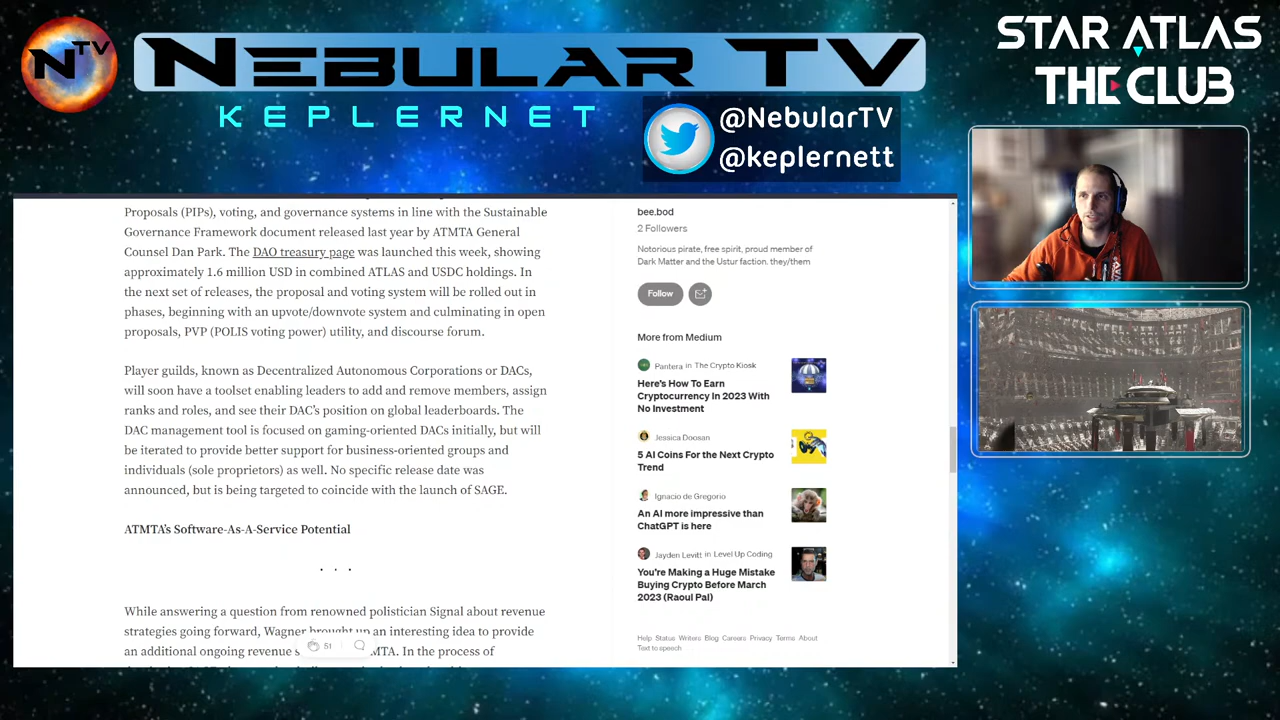 NTV
NEBULAR TV
KEPLERNET
@NebularTV
@keplernett
STAR ATLAS
THE CLUB
Proposals (PIPs), voting, and governance systems in line with the Sustainable
Governance Framework document released last year by ATMTA General
Counsel Dan Park. The DAO treasury page was launched this week, showing
approximately 1.6 million USD in combined ATLAS and USDC holdings. In
the next set of releases, the proposal and voting system will be rolled out in
phases, beginning with an upvote/downvote system and culminating in open
proposals, PVP (POLIS voting power) utility, and discourse forum.
Player guilds, known as Decentralized Autonomous Corporations or DACs,
will soon have a toolset enabling leaders to add and remove members, assign
ranks and roles, and see their DAC's position on global leaderboards. The
DAC management tool is focused on gaming-oriented DACs initially, but will
be iterated to provide better support for business-oriented groups and
individuals (sole proprietors) as well. No specific release date was
announced, but is being targeted to coincide with the launch of SAGE.
ATMTA's Software-As-A-Service Potential
. . .
While answering a question from renowned polistician Signal about revenue
strategies going forward, Wagner brought up an interesting idea to provide
an additional ongoing revenue s MTA. In the process of
51
bee.bod
2 Followers
Notorious pirate, free spirit, proud member of
Dark Matter and the Ustur faction. they/them
Follow
More from Medium
Pantera in The Crypto Kiosk
Here's How To Earn
Cryptocurrency In 2023 With
No Investment
Jessica Doosan
5 AI Coins For the Next Crypto
Trend
Ignacio de Gregorio
An AI more impressive than
ChatGPT is here
Jayden Levitt in Level Up Coding
You're Making a Huge Mistake
Buying Crypto Before March
2023 (Raoul Pal)
Help Status Writers Blog Careers Privacy Terms About
Text to speech